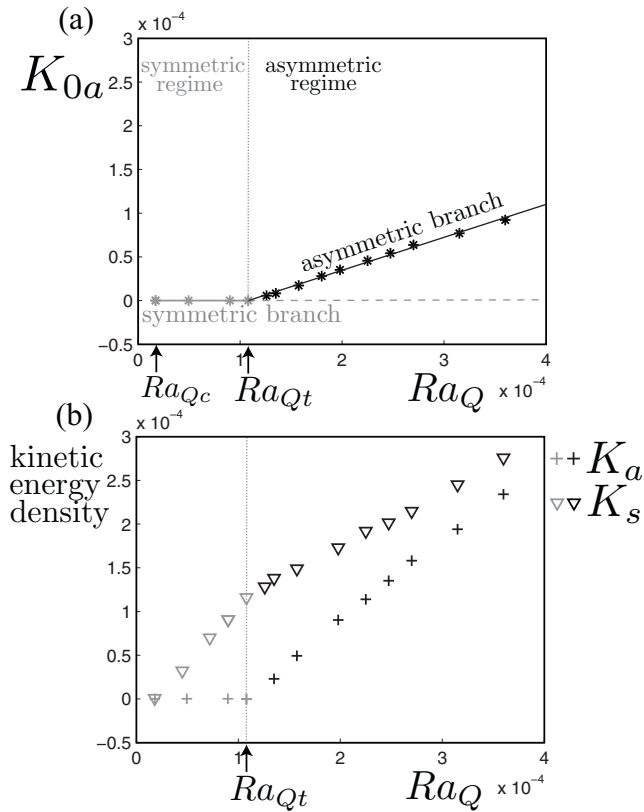 (a)
x 10⁻⁴
3
K₀ₐ
symmetric
regime
asymmetric
regime
2.5
2
1.5
1
asymmetric branch
0.5
0
symmetric branch
-0.5
0 1 2 3 4
Ra_Qc
Ra_Qt
Ra_Q x 10⁻⁴
(b)
x 10⁻⁴
3
kinetic
energy
density
Kₐ
Kₛ
2.5
2
1.5
1
0.5
0
-0.5
0 1 2 3 4
Ra_Qt
Ra_Q x 10⁻⁴